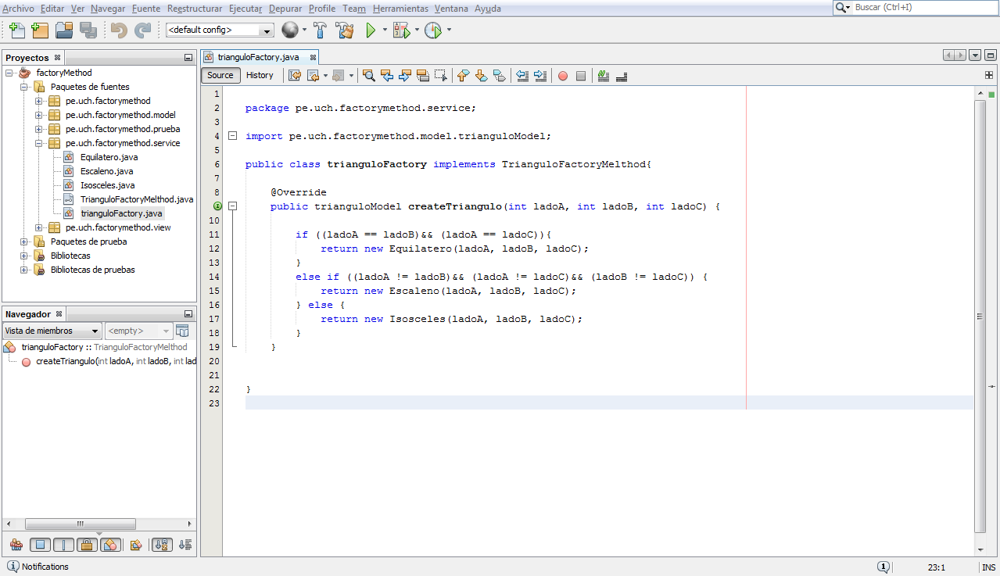 Archivo Editar Ver Navegar Fuente Reestructurar Ejecutar Depurar Profile Team Herramientas Ventana Ayuda
Buscar (Ctrl+I)
<default config>
Proyectos
factoryMethod
Paquetes de fuentes
pe.uch.factorymethod
pe.uch.factorymethod.model
pe.uch.factorymethod.prueba
pe.uch.factorymethod.service
Equilatero.java
Escaleno.java
Isosceles.java
TrianguloFactoryMelthod.java
trianguloFactory.java
pe.uch.factorymethod.view
Paquetes de prueba
Bibliotecas
Bibliotecas de pruebas
Navegador
Vista de miembros
<empty>
trianguloFactory :: TrianguloFactoryMelthod
createTriangulo(int ladoA, int ladoB, int lad
trianguloFactory.java
Source History
1
2 package pe.uch.factorymethod.service;
3
4 import pe.uch.factorymethod.model.trianguloModel;
5
6 public class trianguloFactory implements TrianguloFactoryMelthod{
7
8 @Override
9 public trianguloModel createTriangulo(int ladoA, int ladoB, int ladoC) {
10
11 if ((ladoA == ladoB)&& (ladoA == ladoC)){
12 return new Equilatero(ladoA, ladoB, ladoC);
13 }
14 else if ((ladoA != ladoB)&& (ladoA != ladoC)&& (ladoB != ladoC)) {
15 return new Escaleno(ladoA, ladoB, ladoC);
16 } else {
17 return new Isosceles(ladoA, ladoB, ladoC);
18 }
19 }
20
21
22 }
23
Notifications
1
23:1
INS